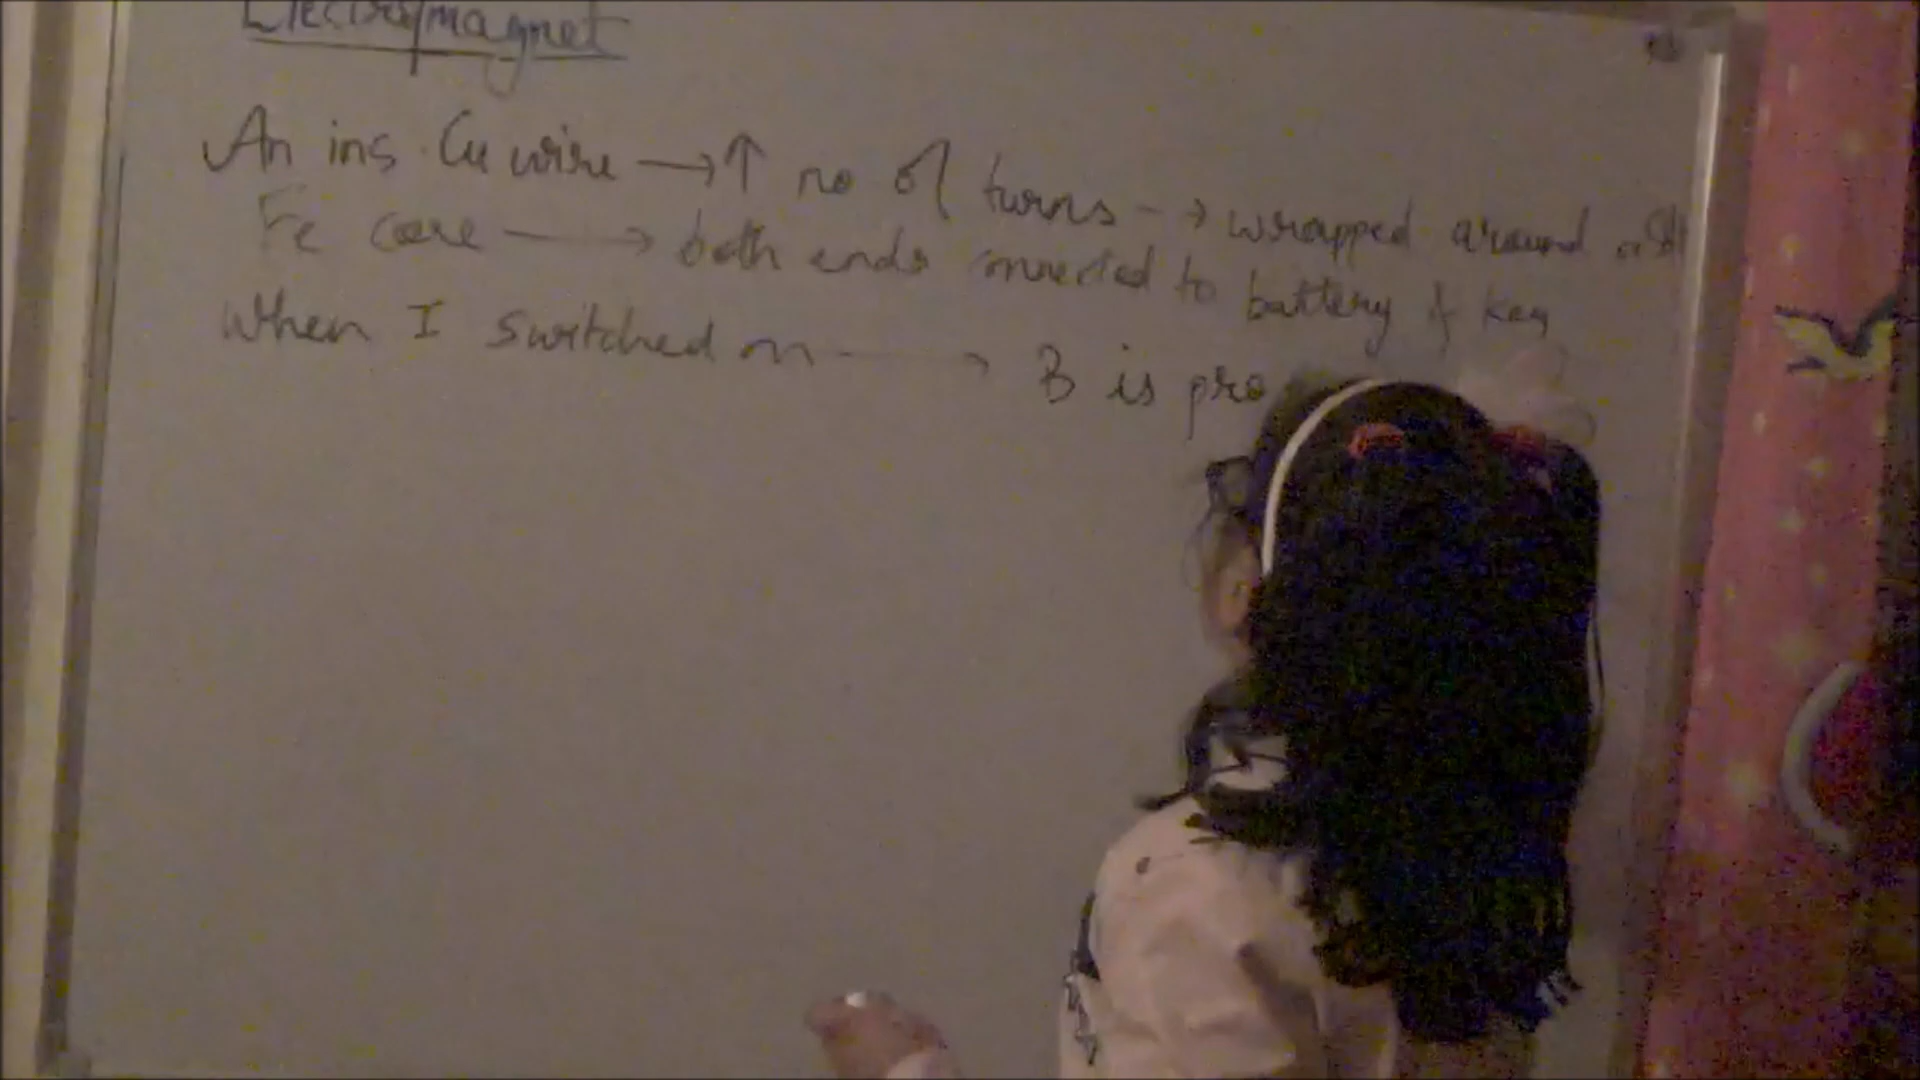 Electromagnet
An ins. Cu wire → ↑ no of turns → wrapped around a
Fe core → both ends connected to battery & key
When I switched on → B is pro